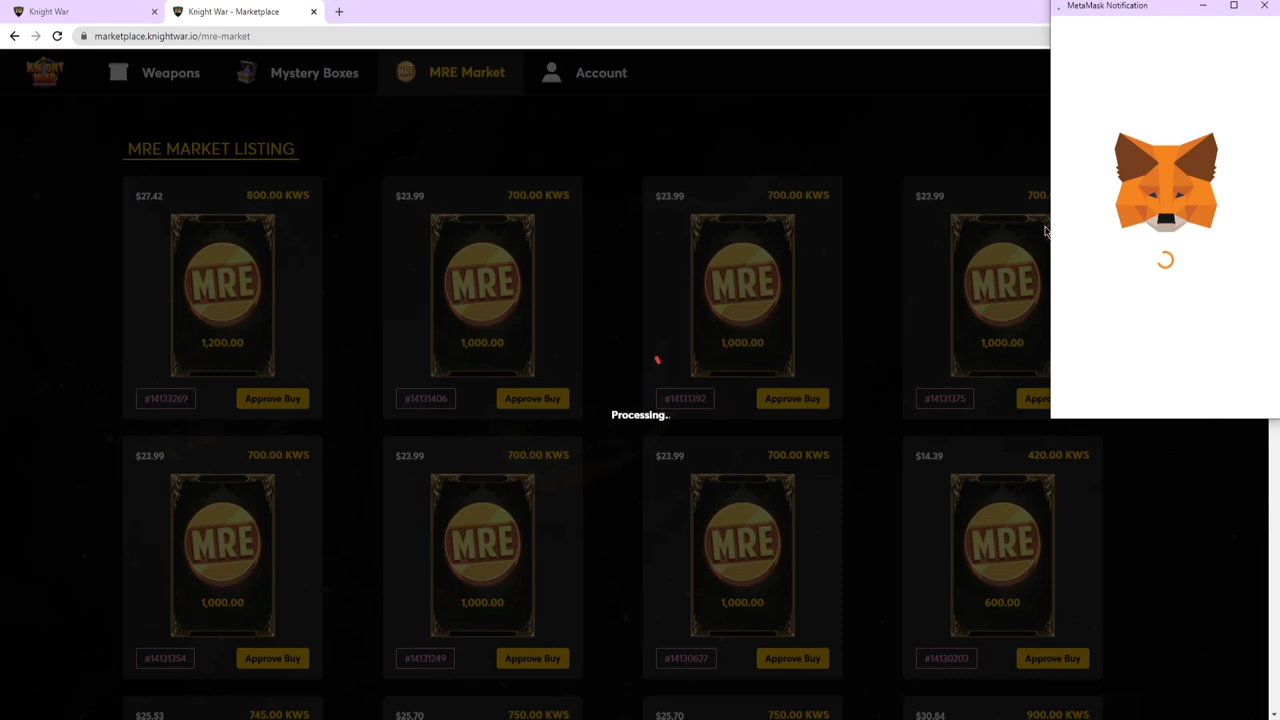 Knight War
Knight War - Marketplace
MetaMask Notification
marketplace.knightwar.io/mre-market
KNIGHT WAR
Weapons
Mystery Boxes
MRE
MRE Market
Account
MRE MARKET LISTING
$27.42 800.00 KWS
$23.99 700.00 KWS
$23.99 700.00 KWS
$23.99 700.
MRE
MRE
MRE
MRE
1,200.00
1,000.00
1,000.00
1,000.00
#14133269 Approve Buy
#14131406 Approve Buy
#14131392 Approve Buy
#14131375
Processing..
$23.99 700.00 KWS
$23.99 700.00 KWS
$23.99 700.00 KWS
$14.39 420.00 KWS
MRE
MRE
MRE
MRE
1,000.00
1,000.00
1,000.00
600.00
#14131354 Approve Buy
#14131249 Approve Buy
#14130627 Approve Buy
#14130203 Approve Buy
$25.53 745.00 KWS
$25.70 750.00 KWS
$25.70 750.00 KWS
$30.84 900.00 KWS